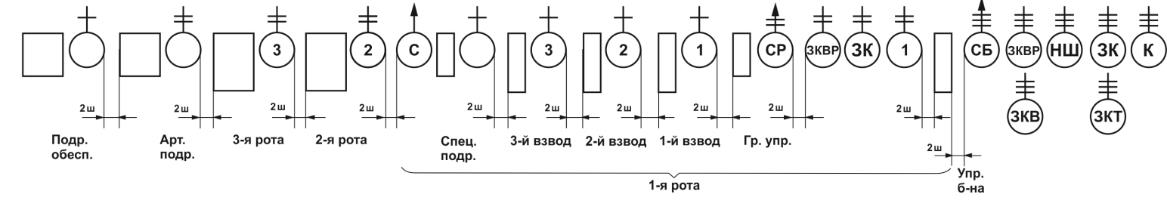 3 2 С 3 2 1 СР ЗКВР ЗК 1 СБ ЗКВР НШ ЗК К
ЗКВ ЗКТ
2ш 2ш 2ш 2ш 2ш 2ш 2ш 2ш 2ш 2ш 2ш
2ш
Подр. Арт. 3-я рота 2-я рота Спец. 3-й взвод 2-й взвод 1-й взвод Гр. упр.
обесп. подр. подр.
Упр.
б-на
1-я рота